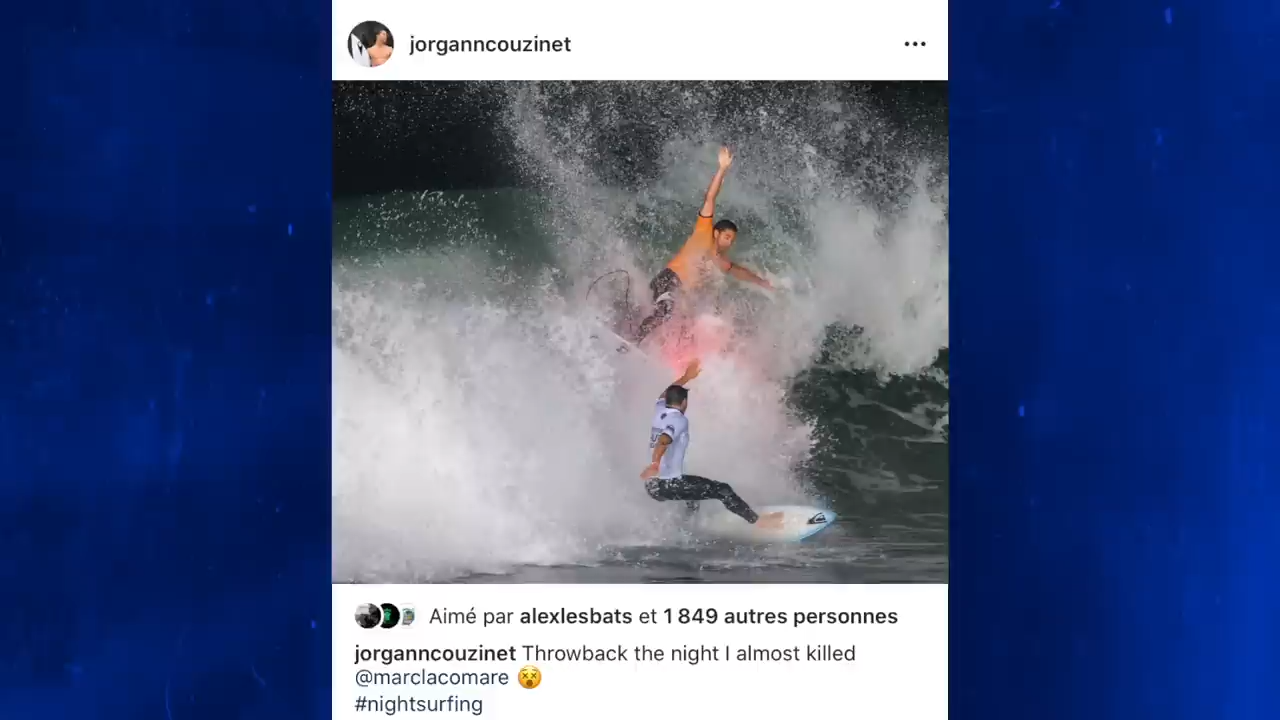 jorganncouzinet
Aimé par alexlesbats et 1 849 autres personnes
jorganncouzinet Throwback the night I almost killed
@marclacomare 😵
#nightsurfing